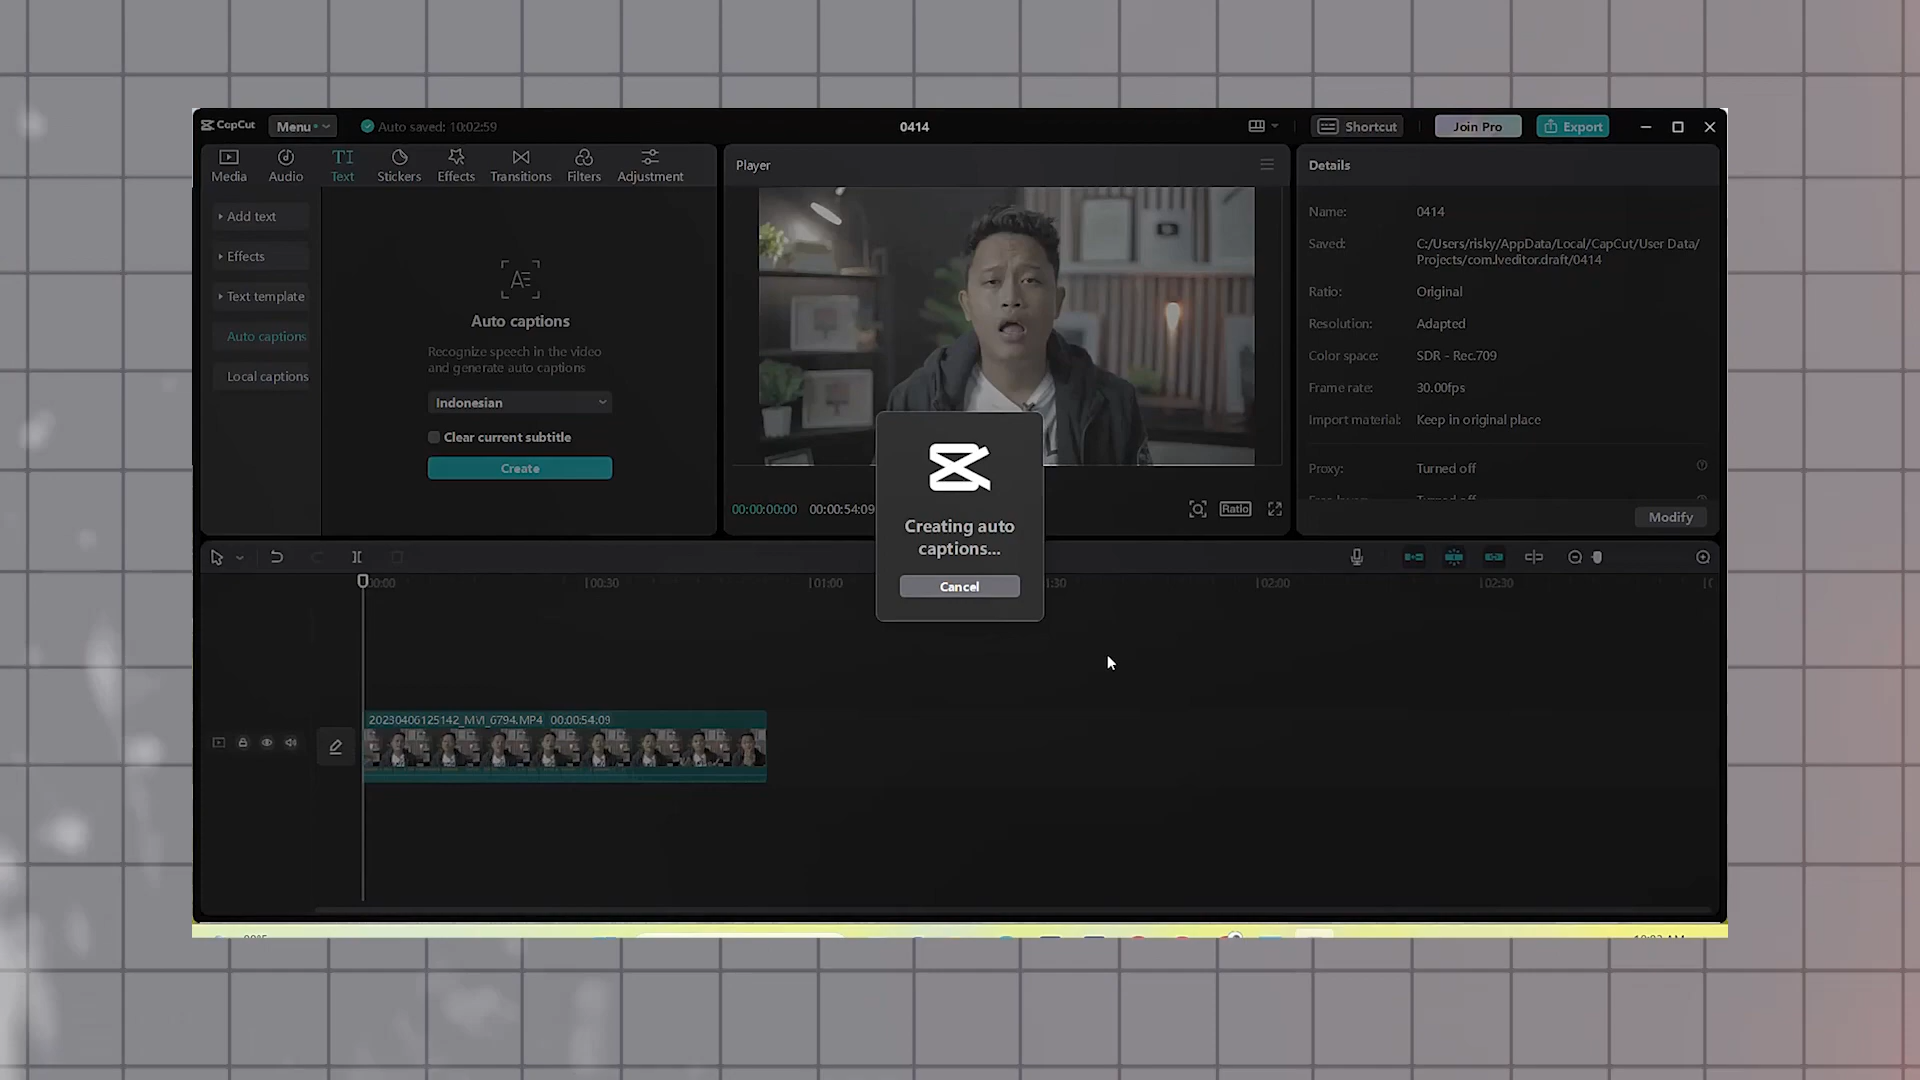 CapCut
Menu
Auto saved: 10:02:59
0414
Shortcut
Join Pro
Export
Media
Audio
TI
Text
Stickers
Effects
Transitions
Filters
Adjustment
Add text
Effects
Text template
Auto captions
Local captions
A
Auto captions
Recognize speech in the video
and generate auto captions
Indonesian
Clear current subtitle
Create
Player
00:00:00:00
00:00:54:09
Ratio
Details
Name:
0414
Saved:
C:/Users/risky/AppData/Local/CapCut/User Data/
Projects/com.lveditor.draft/0414
Ratio:
Original
Resolution:
Adapted
Color space:
SDR - Rec.709
Frame rate:
30.00fps
Import material:
Keep in original place
Proxy:
Turned off
Modify
Creating auto
captions...
Cancel
00:00
00:30
01:00
:30
02:00
02:30
20230406125142_MVI_6794.MP4 00:00:54:09